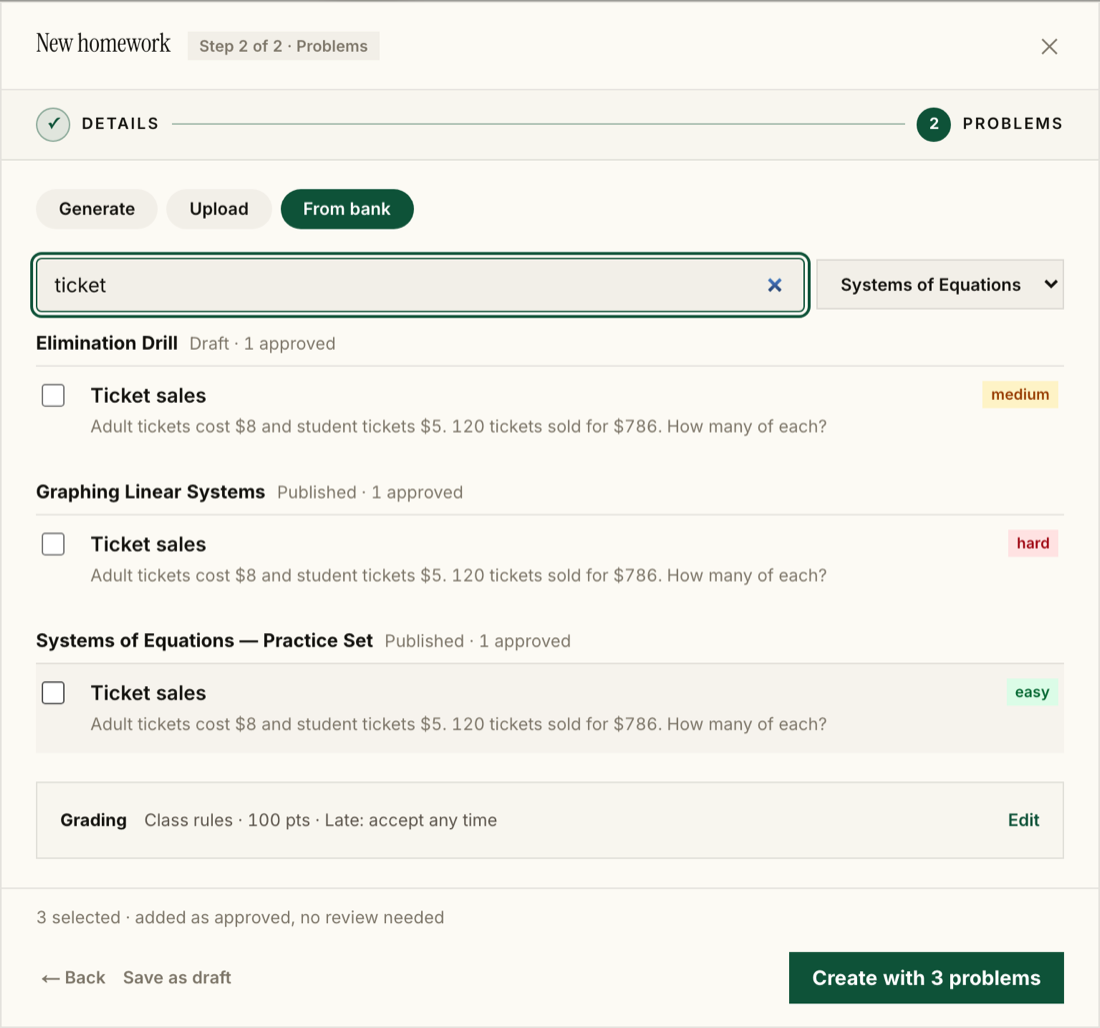 New homework Step 2 of 2 · Problems
✓ DETAILS 2 PROBLEMS
Generate Upload From bank
ticket Systems of Equations
Elimination Drill Draft · 1 approved
Ticket sales medium
Adult tickets cost $8 and student tickets $5. 120 tickets sold for $786. How many of each?
Graphing Linear Systems Published · 1 approved
Ticket sales hard
Adult tickets cost $8 and student tickets $5. 120 tickets sold for $786. How many of each?
Systems of Equations — Practice Set Published · 1 approved
Ticket sales easy
Adult tickets cost $8 and student tickets $5. 120 tickets sold for $786. How many of each?
Grading Class rules · 100 pts · Late: accept any time Edit
3 selected · added as approved, no review needed
← Back Save as draft Create with 3 problems